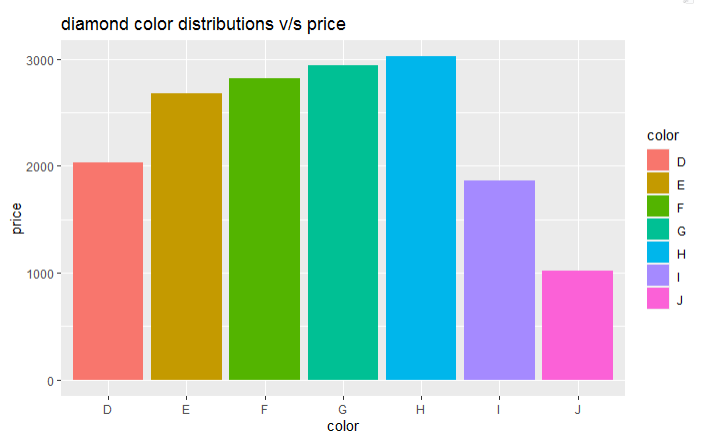 diamond color distributions v/s price
3000
2000
1000
0
price
D E F G H I J
color
color
D
E
F
G
H
I
J